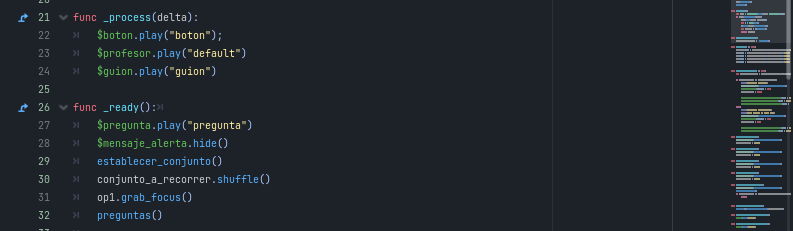 21 func _process(delta):
22 $boton.play("boton");
23 $profesor.play("default")
24 $guion.play("guion")
25
26 func _ready():
27 $pregunta.play("pregunta")
28 $mensaje_alerta.hide()
29 establecer_conjunto()
30 conjunto_a_recorrer.shuffle()
31 op1.grab_focus()
32 preguntas()